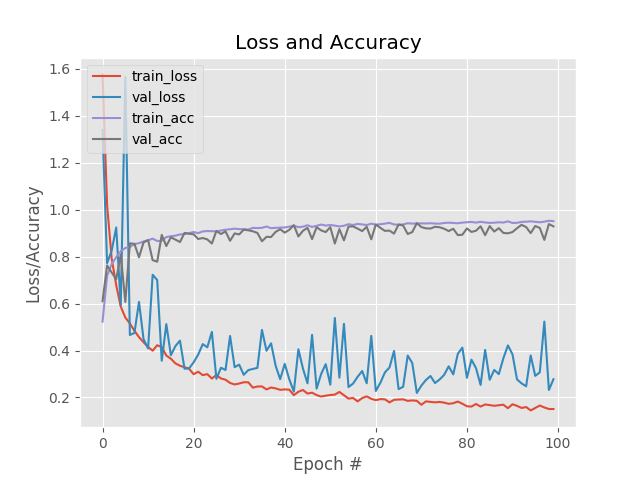 Loss and Accuracy
train_loss
val_loss
train_acc
val_acc
Loss/Accuracy
1.6
1.4
1.2
1.0
0.8
0.6
0.4
0.2
0
20
40
60
80
100
Epoch #